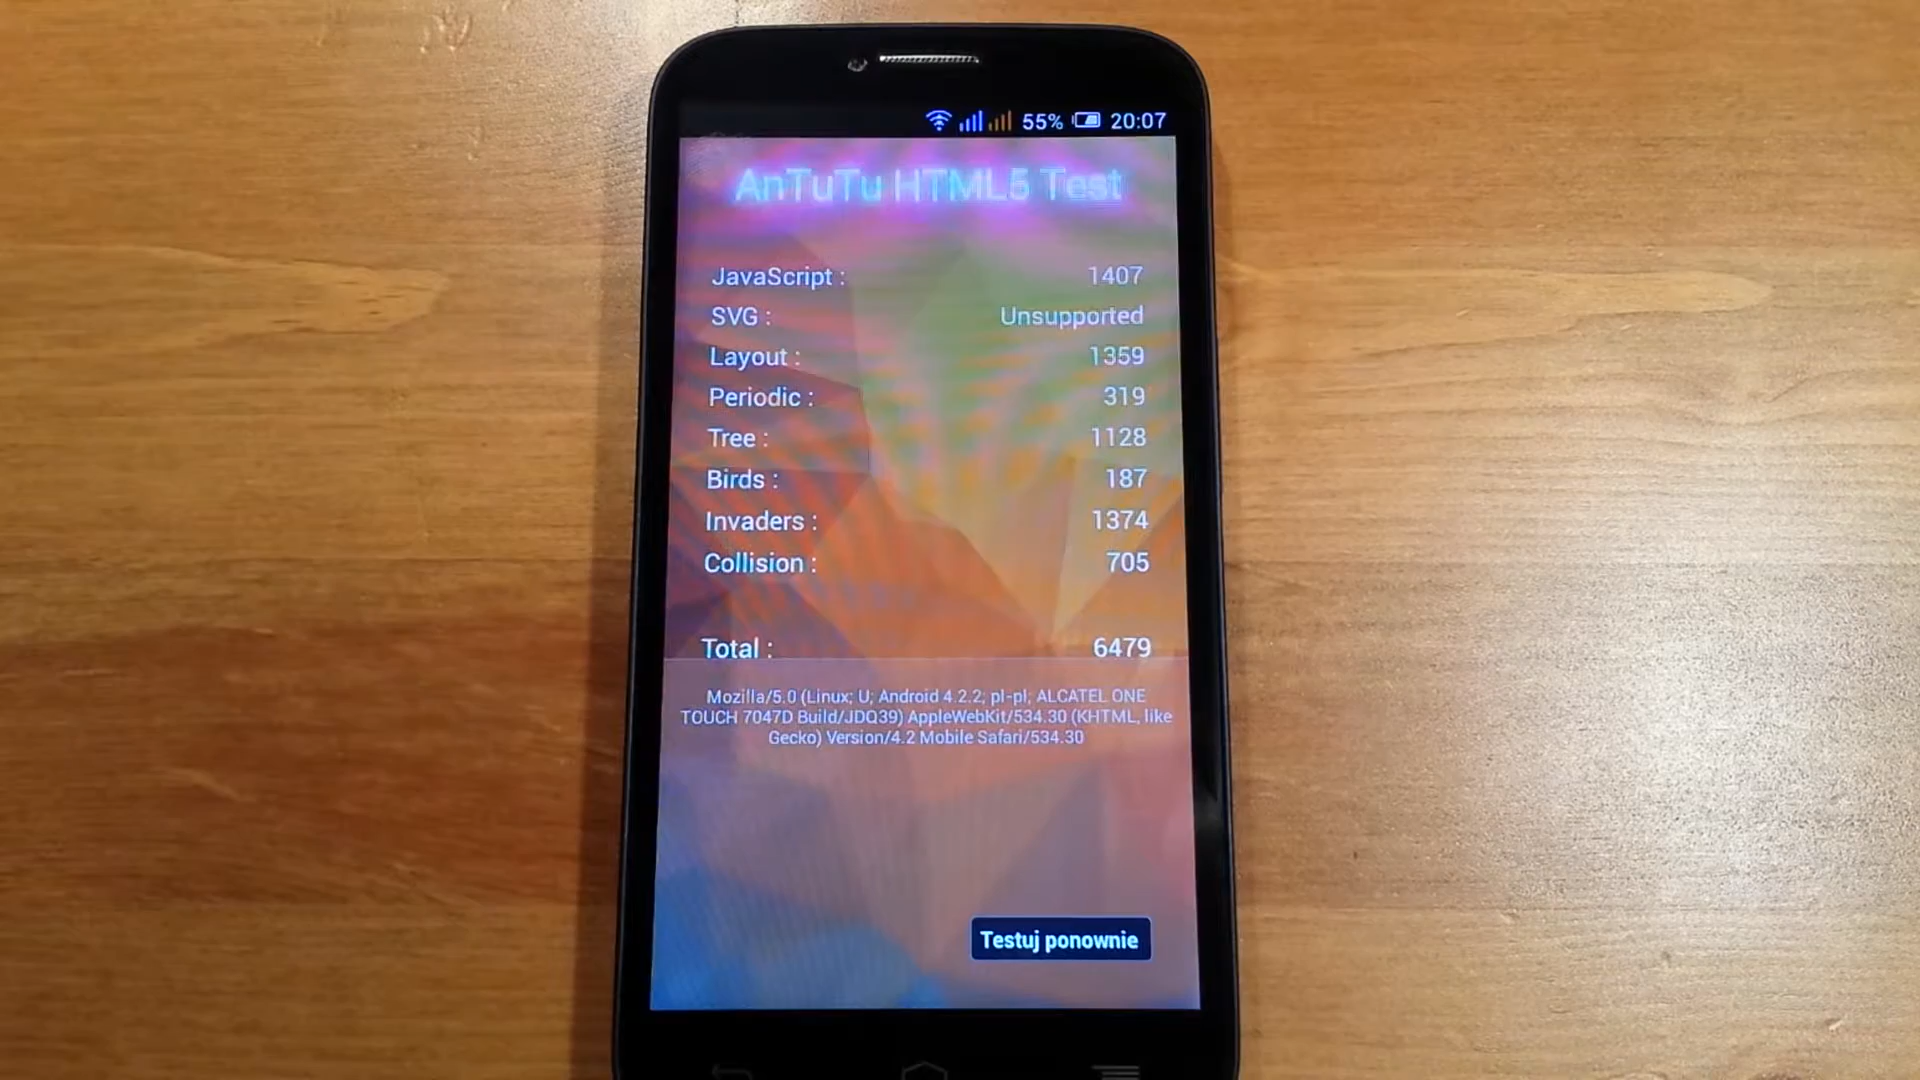 55% 20:07
AnTuTu HTML5 Test
JavaScript : 1407
SVG : Unsupported
Layout : 1359
Periodic : 319
Tree : 1128
Birds : 187
Invaders : 1374
Collision : 705
Total : 6479
Mozilla/5.0 (Linux; U; Android 4.2.2; pl-pl; ALCATEL ONE
TOUCH 7047D Build/JDQ39) AppleWebKit/534.30 (KHTML, like
Gecko) Version/4.2 Mobile Safari/534.30
Testuj ponownie